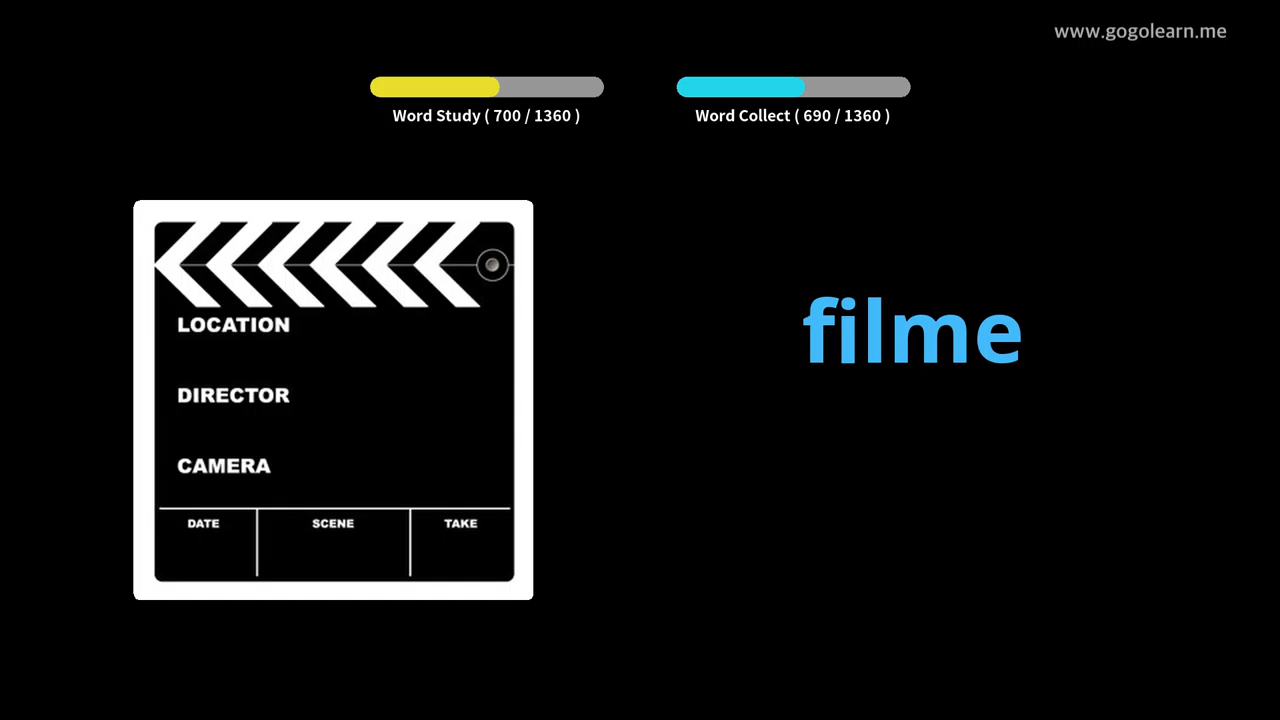 www.gogolearn.me
Word Study ( 700 / 1360 )
Word Collect ( 690 / 1360 )
LOCATION
DIRECTOR
CAMERA
DATE
SCENE
TAKE
filme